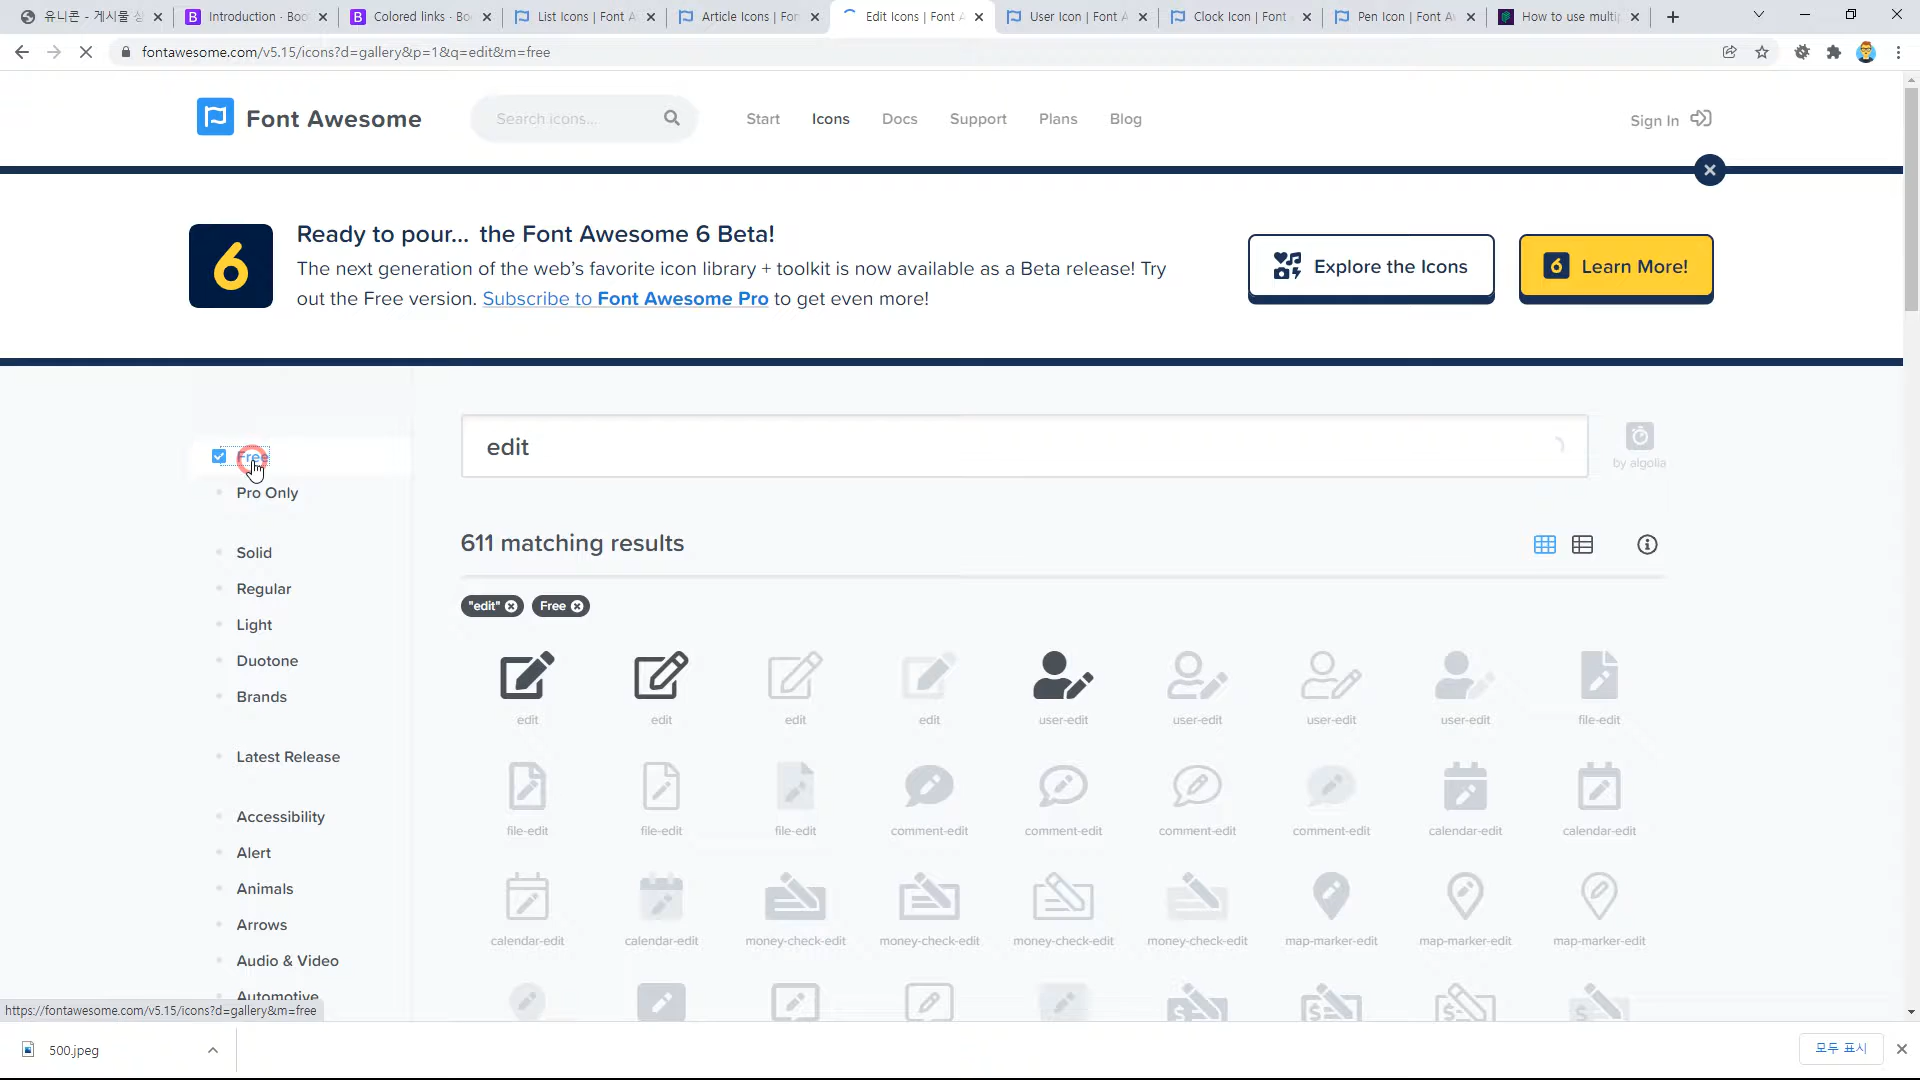 유니콘 - 게시물 상
Introduction · Boo
Colored links · Bo
List Icons | Font A
Article Icons | Fon
Edit Icons | Font A
User Icon | Font A
Clock Icon | Font
Pen Icon | Font Aw
How to use multip
fontawesome.com/v5.15/icons?d=gallery&p=1&q=edit&m=free
Font Awesome
Search icons...
Start
Icons
Docs
Support
Plans
Blog
Sign In
6
Ready to pour... the Font Awesome 6 Beta!
The next generation of the web's favorite icon library + toolkit is now available as a Beta release! Try
out the Free version. Subscribe to Font Awesome Pro to get even more!
Explore the Icons
6 Learn More!
Free
Pro Only
Solid
Regular
Light
Duotone
Brands
Latest Release
Accessibility
Alert
Animals
Arrows
Audio & Video
Automotive
edit
by algolia
611 matching results
"edit"
Free
edit edit edit edit user-edit user-edit user-edit user-edit file-edit
file-edit file-edit file-edit comment-edit comment-edit comment-edit comment-edit calendar-edit calendar-edit
calendar-edit calendar-edit money-check-edit money-check-edit money-check-edit money-check-edit map-marker-edit map-marker-edit map-marker-edit
https://fontawesome.com/v5.15/icons?d=gallery&m=free
500.jpeg
모두 표시